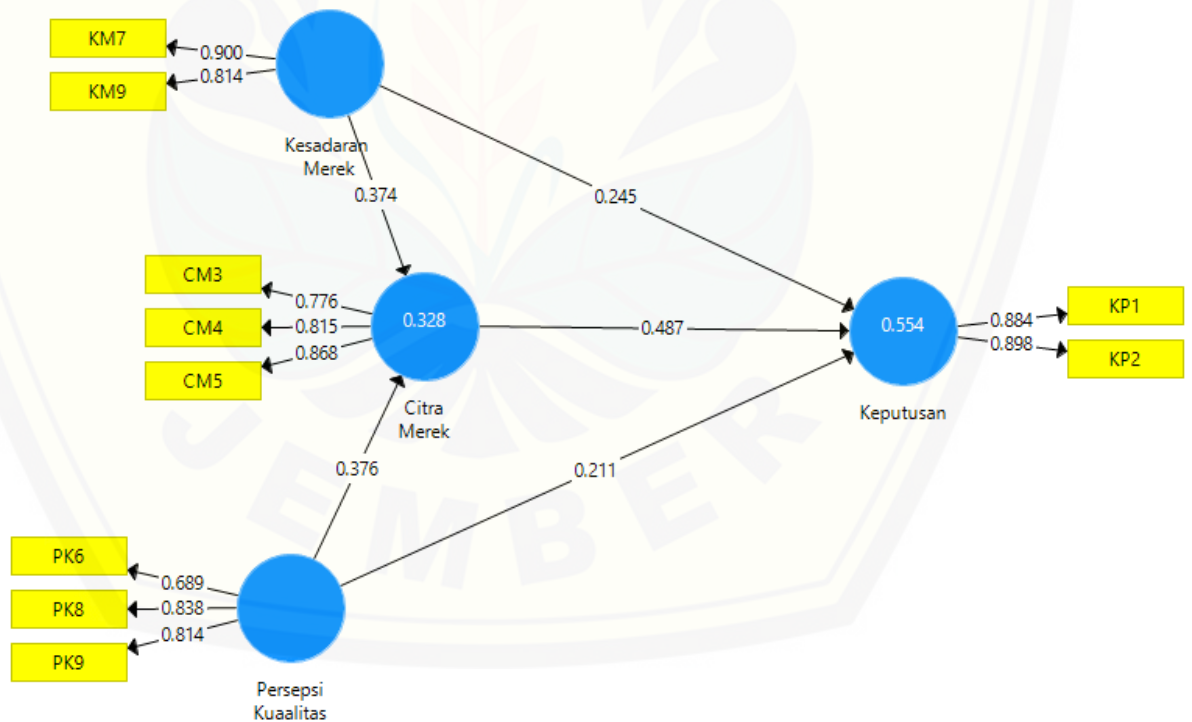 KM7
0.900
KM9
0.814
Kesadaran
Merek
0.374
0.245
CM3
0.776
CM4
0.815
CM5
0.868
0.328
Citra
Merek
0.487
0.554
Keputusan
KP1
0.884
KP2
0.898
0.376
0.211
PK6
0.689
PK8
0.838
PK9
0.814
Persepsi
Kuaalitas
JEMBER